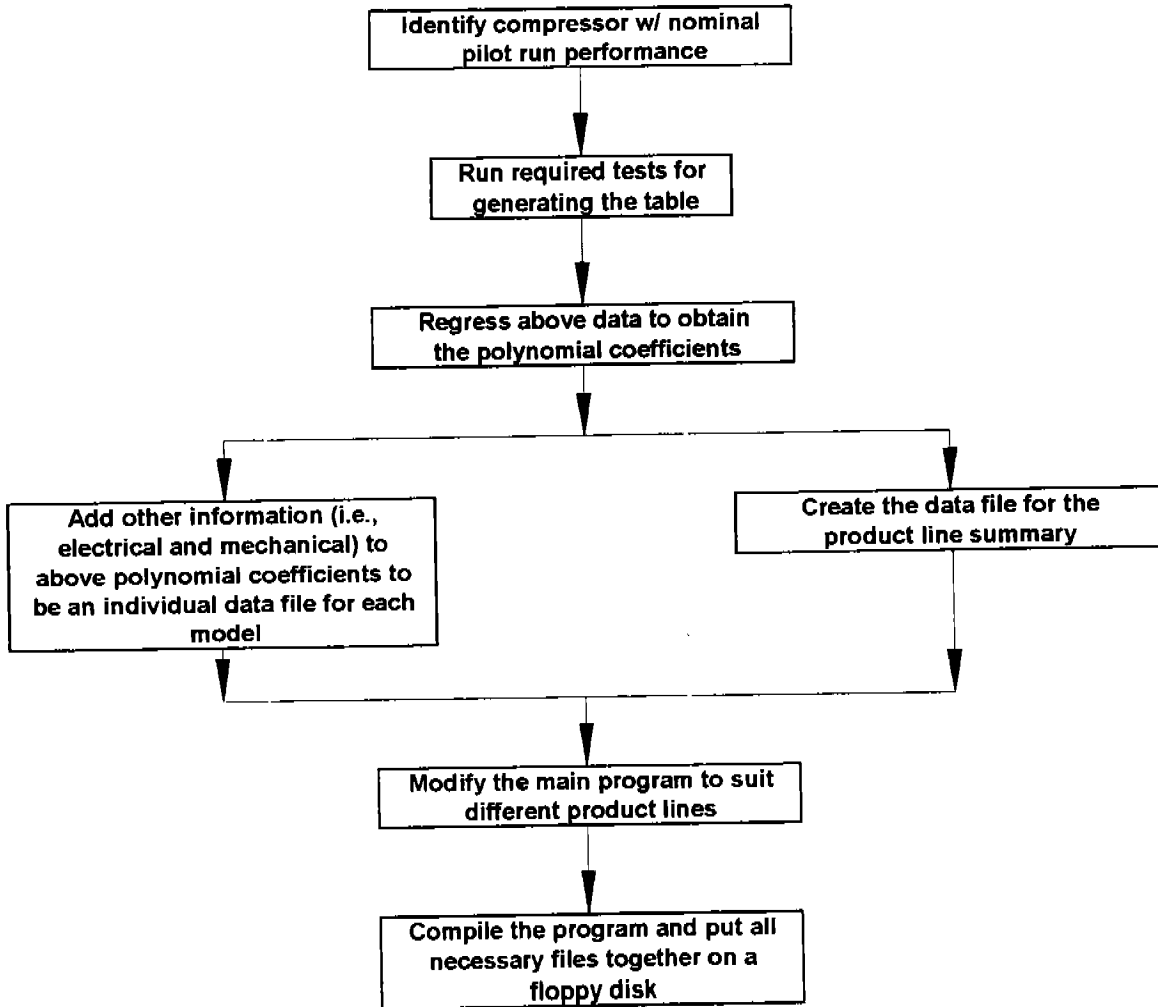 Identify compressor w/ nominal
pilot run performance
Run required tests for
generating the table
Regress above data to obtain
the polynomial coefficients
Add other information (i.e.,
electrical and mechanical) to
above polynomial coefficients to
be an individual data file for each
model
Create the data file for the
product line summary
Modify the main program to suit
different product lines
Compile the program and put all
necessary files together on a
floppy disk